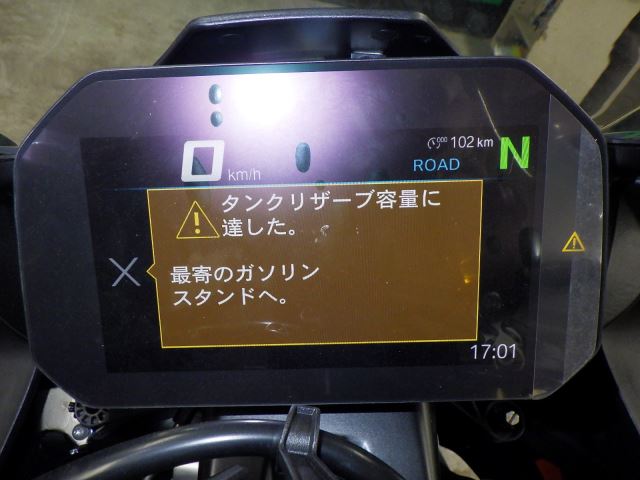 102 km
0 km/h
ROAD
N
タンクリザーブ容量に
達した。
最寄のガソリン
スタンドへ。
17:01